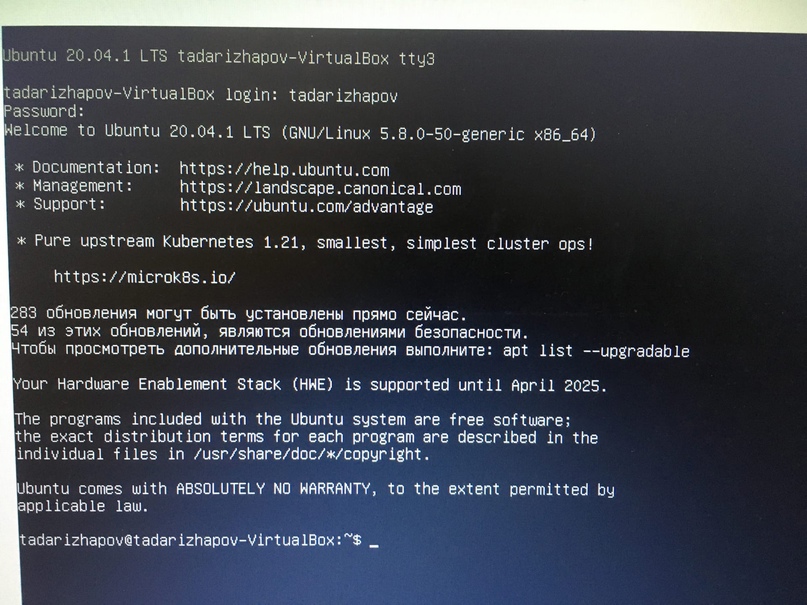 Ubuntu 20.04.1 LTS tadarizhapov-VirtualBox tty3
tadarizhapov-VirtualBox login: tadarizhapov
Password:
Welcome to Ubuntu 20.04.1 LTS (GNU/Linux 5.8.0-50-generic x86_64)
* Documentation: https://help.ubuntu.com
* Management: https://landscape.canonical.com
* Support: https://ubuntu.com/advantage
* Pure upstream Kubernetes 1.21, smallest, simplest cluster ops!
https://microk8s.io/
283 обновления могут быть установлены прямо сейчас.
54 из этих обновлений, являются обновлениями безопасности.
Чтобы просмотреть дополнительные обновления выполните: apt list --upgradable
Your Hardware Enablement Stack (HWE) is supported until April 2025.
The programs included with the Ubuntu system are free software;
the exact distribution terms for each program are described in the
individual files in /usr/share/doc/*/copyright.
Ubuntu comes with ABSOLUTELY NO WARRANTY, to the extent permitted by
applicable law.
tadarizhapov@tadarizhapov-VirtualBox:~$ _